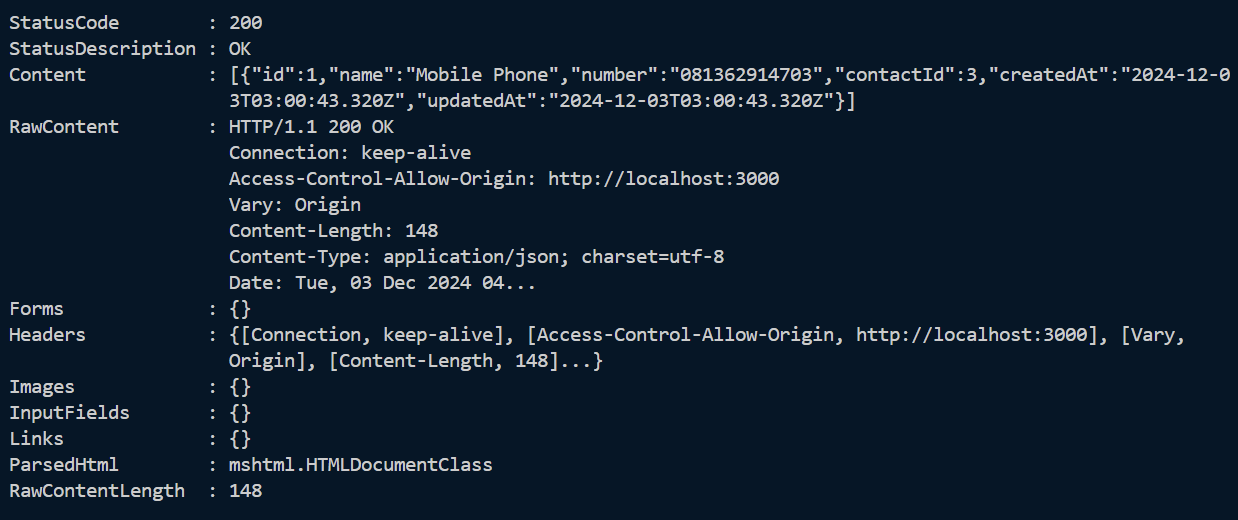 StatusCode        : 200
StatusDescription : OK
Content           : [{"id":1,"name":"Mobile Phone","number":"081362914703","contactId":3,"createdAt":"2024-12-0
                    3T03:00:43.320Z","updatedAt":"2024-12-03T03:00:43.320Z"}]
RawContent        : HTTP/1.1 200 OK
                    Connection: keep-alive
                    Access-Control-Allow-Origin: http://localhost:3000
                    Vary: Origin
                    Content-Length: 148
                    Content-Type: application/json; charset=utf-8
                    Date: Tue, 03 Dec 2024 04...
Forms             : {}
Headers           : {[Connection, keep-alive], [Access-Control-Allow-Origin, http://localhost:3000], [Vary,
                    Origin], [Content-Length, 148]...}
Images            : {}
InputFields       : {}
Links             : {}
ParsedHtml        : mshtml.HTMLDocumentClass
RawContentLength  : 148